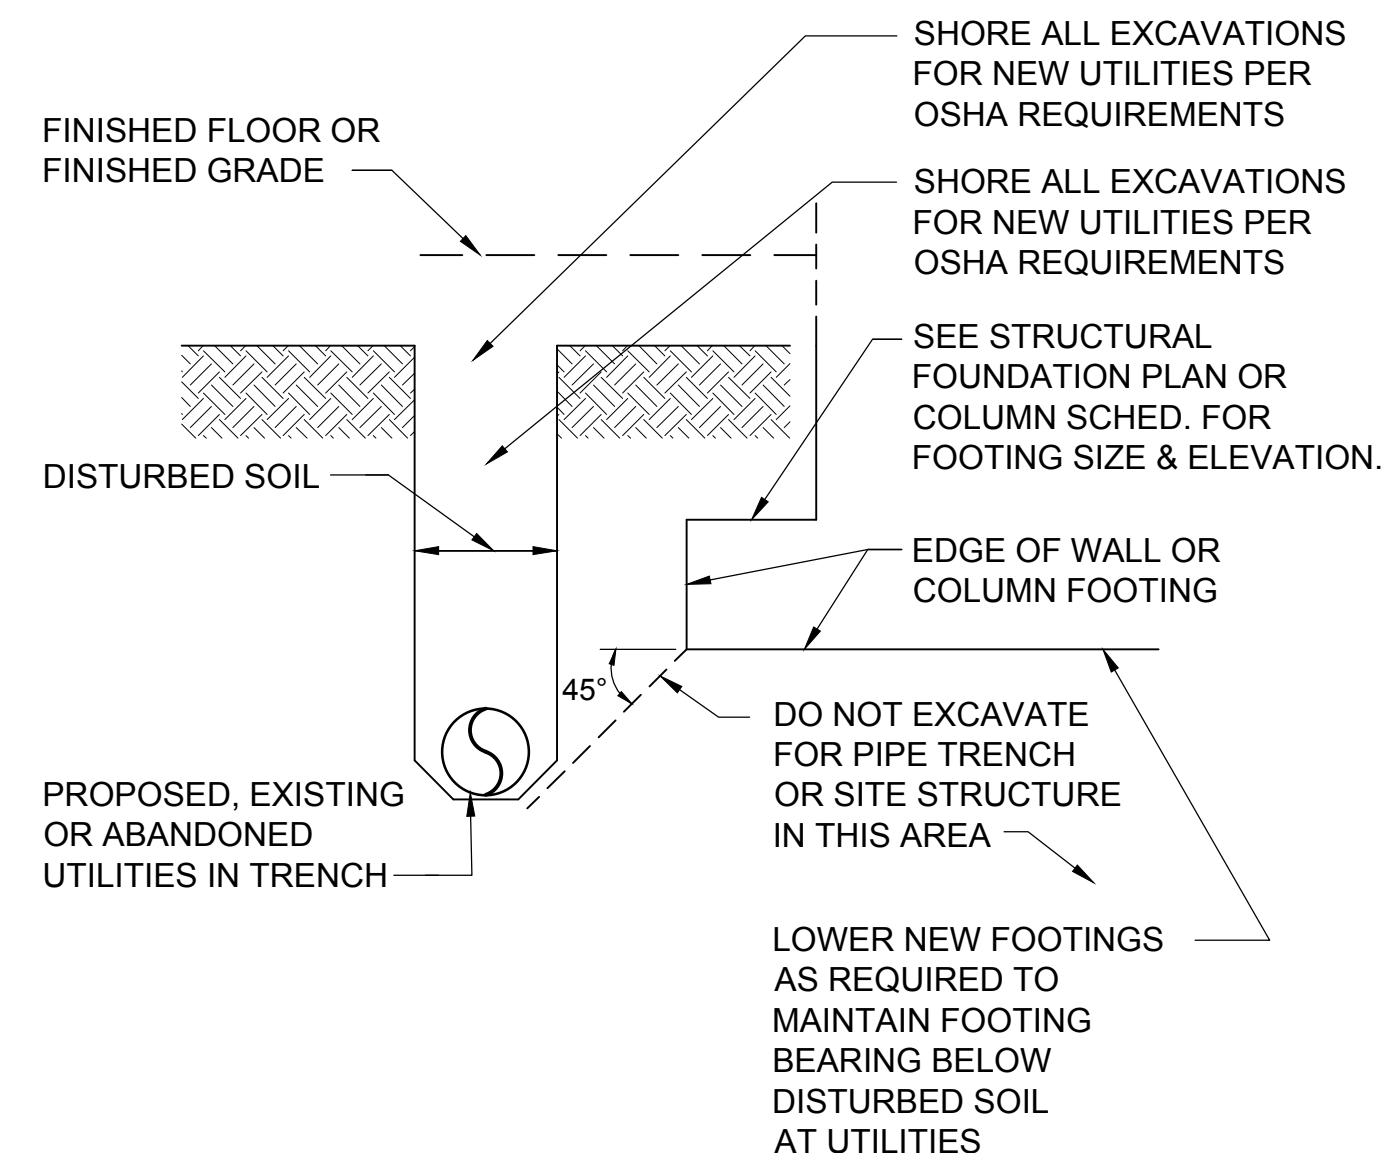 SHORE ALL EXCAVATIONS
FOR NEW UTILITIES PER
OSHA REQUIREMENTS
FINISHED FLOOR OR
FINISHED GRADE
SHORE ALL EXCAVATIONS
FOR NEW UTILITIES PER
OSHA REQUIREMENTS
SEE STRUCTURAL
FOUNDATION PLAN OR
COLUMN SCHED. FOR
FOOTING SIZE & ELEVATION.
DISTURBED SOIL
EDGE OF WALL OR
COLUMN FOOTING
45°
DO NOT EXCAVATE
FOR PIPE TRENCH
OR SITE STRUCTURE
IN THIS AREA
PROPOSED, EXISTING
OR ABANDONED
UTILITIES IN TRENCH
LOWER NEW FOOTINGS
AS REQUIRED TO
MAINTAIN FOOTING
BEARING BELOW
DISTURBED SOIL
AT UTILITIES